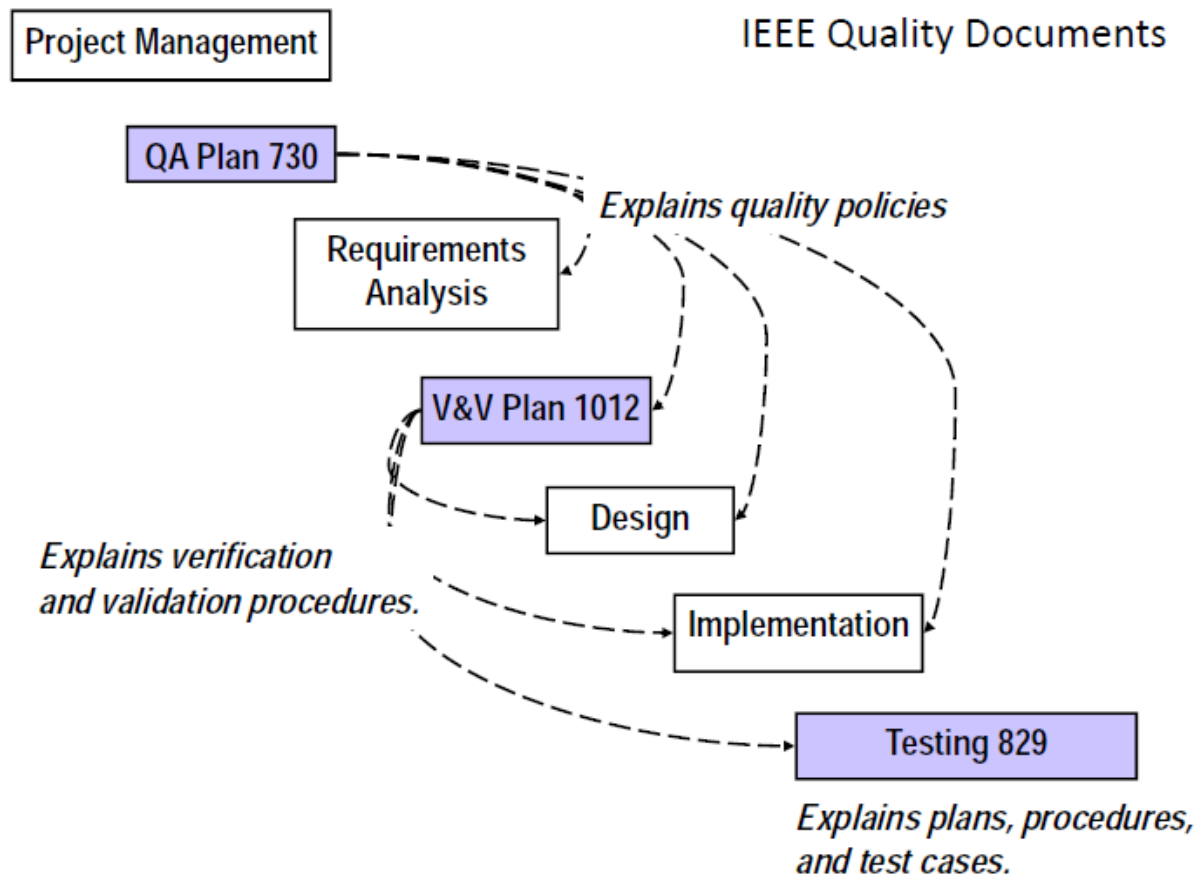 Project Management
IEEE Quality Documents
QA Plan 730
Explains quality policies
Requirements
Analysis
V&V Plan 1012
Design
Explains verification
and validation procedures.
Implementation
Testing 829
Explains plans, procedures,
and test cases.